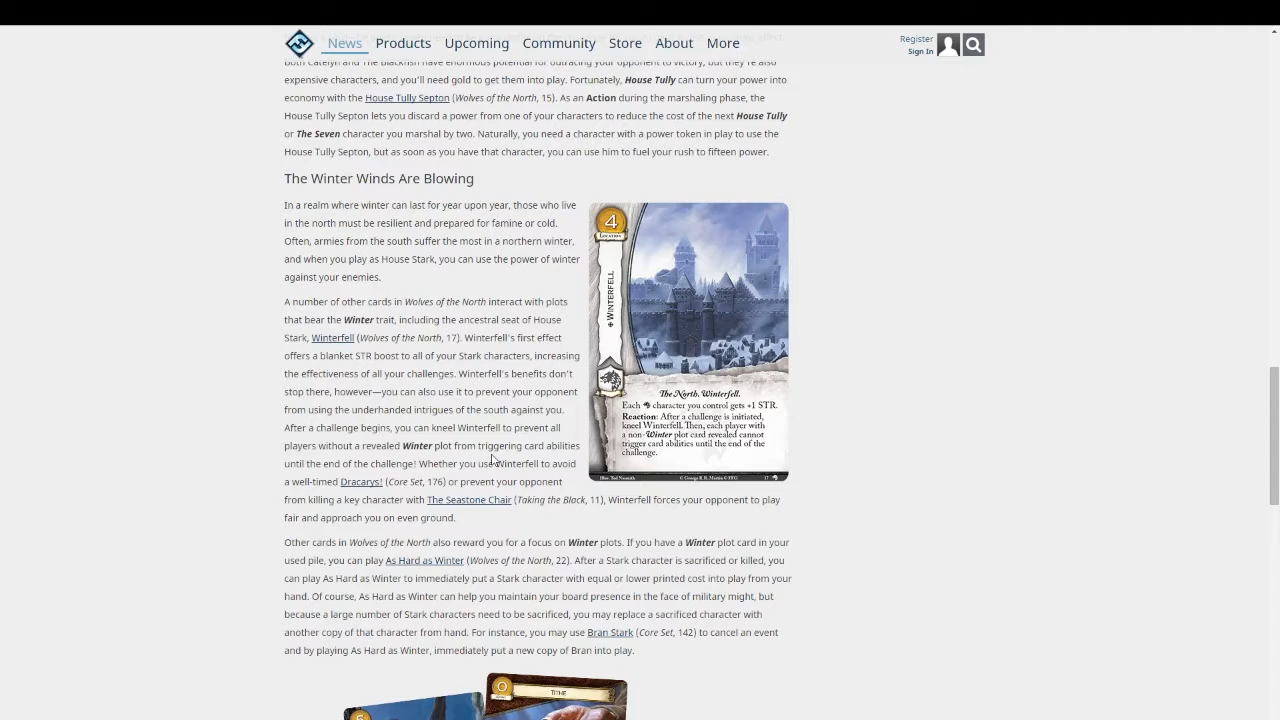 News Products Upcoming Community Store About More
Register
Sign In
both Catelyn and The Blackfish have enormous potential for outracing your opponent to victory, but they're also
expensive characters, and you'll need gold to get them into play. Fortunately, House Tully can turn your power into
economy with the House Tully Septon (Wolves of the North, 15). As an Action during the marshaling phase, the
House Tully Septon lets you discard a power from one of your characters to reduce the cost of the next House Tully
or The Seven character you marshal by two. Naturally, you need a character with a power token in play to use the
House Tully Septon, but as soon as you have that character, you can use him to fuel your rush to fifteen power.
The Winter Winds Are Blowing
In a realm where winter can last for year upon year, those who live
in the north must be resilient and prepared for famine or cold.
Often, armies from the south suffer the most in a northern winter,
and when you play as House Stark, you can use the power of winter
against your enemies.
A number of other cards in Wolves of the North interact with plots
that bear the Winter trait, including the ancestral seat of House
Stark, Winterfell (Wolves of the North, 17). Winterfell's first effect
offers a blanket STR boost to all of your Stark characters, increasing
the effectiveness of all your challenges. Winterfell's benefits don't
stop there, however—you can also use it to prevent your opponent
from using the underhanded intrigues of the south against you.
After a challenge begins, you can kneel Winterfell to prevent all
players without a revealed Winter plot from triggering card abilities
until the end of the challenge! Whether you use Winterfell to avoid
a well-timed Dracarys! (Core Set, 176) or prevent your opponent
from killing a key character with The Seastone Chair (Taking the Black, 11), Winterfell forces your opponent to play
fair and approach you on even ground.
4
LOCATION
WINTERFELL
The North. Winterfell.
Each character you control gets +1 STR.
Reaction: After a challenge is initiated,
kneel Winterfell. Then, each player with
a non-Winter plot card revealed cannot
trigger card abilities until the end of the
challenge.
Illus. Ted Nasmith © George R. R. Martin © FFG 17
Other cards in Wolves of the North also reward you for a focus on Winter plots. If you have a Winter plot card in your
used pile, you can play As Hard as Winter (Wolves of the North, 22). After a Stark character is sacrificed or killed, you
can play As Hard as Winter to immediately put a Stark character with equal or lower printed cost into play from your
hand. Of course, As Hard as Winter can help you maintain your board presence in the face of military might, but
because a large number of Stark characters need to be sacrificed, you may replace a sacrificed character with
another copy of that character from hand. For instance, you may use Bran Stark (Core Set, 142) to cancel an event
and by playing As Hard as Winter, immediately put a new copy of Bran into play.
0
TITHE